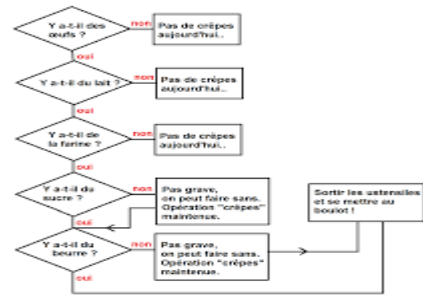 Y a-t-il des
œufs ?
non
Pas de crêpes
aujourd'hui..
oui
Y a-t-il du lait ?
non
Pas de crêpes
aujourd'hui..
oui
Y a-t-il de
la farine ?
non
Pas de crêpes
aujourd'hui..
oui
Y a-t-il du
sucre ?
non
Pas grave,
on peut faire sans.
Opération "crêpes"
maintenue.
Sortir les ustensiles
et se mettre au
boulot !
oui
Y a-t-il du
beurre ?
non
Pas grave,
on peut faire sans.
Opération "crêpes"
maintenue.
oui